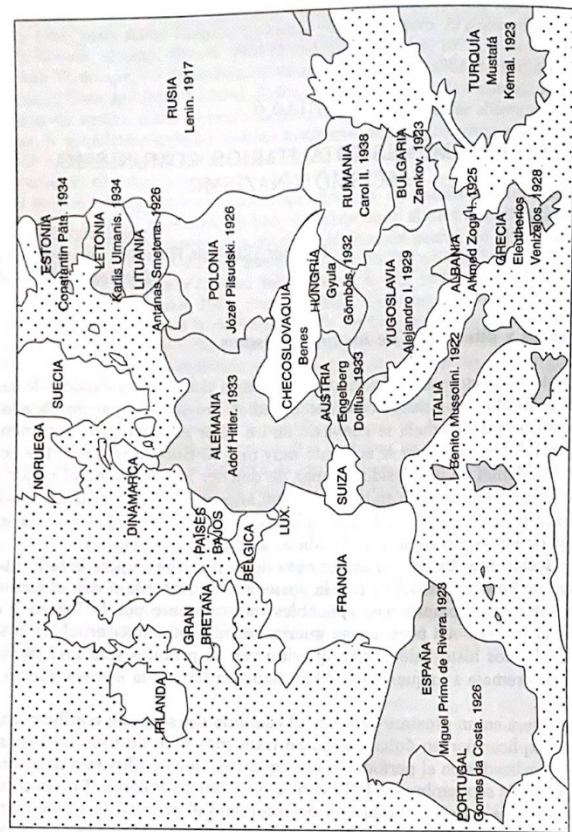 NORUEGA
SUECIA
ESTONIA
Constantin Päts. 1934
LETONIA
Karlis Ulmanis. 1934
LITUANIA
Antanas Smetona. 1926
RUSIA
Lenin. 1917
IRLANDA
GRAN
BRETAÑA
DINAMARCA
PAÍSES
BAJOS
BÉLGICA
LUX.
ALEMANIA
Adolf Hitler. 1933
POLONIA
Józef Pilsudski. 1926
CHECOSLOVAQUIA
Benes
FRANCIA
SUIZA
AUSTRIA
Engelberg
Dollfus. 1933
HUNGRÍA
Gyula
Gömbös. 1932
RUMANIA
Carol II. 1938
YUGOSLAVIA
Alejandro I. 1929
BULGARIA
Zankov. 1923
PORTUGAL
Gomes da Costa. 1926
ESPAÑA
Miguel Primo de Rivera. 1923
ITALIA
Benito Mussolini. 1922
ALBANIA
Ahmed 1925
GRECIA
Eleutherios
Venizelos. 1928
TURQUÍA
Mustafá
Kemal. 1923